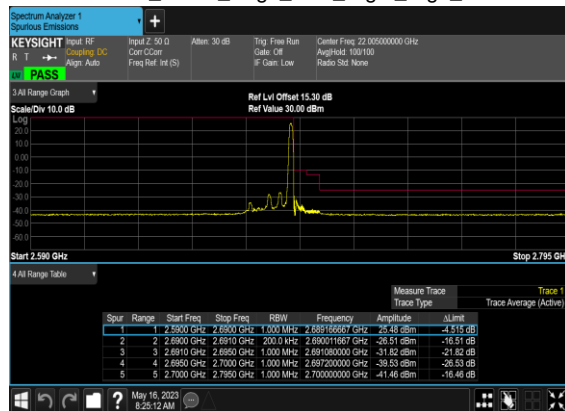 Spectrum Analyzer 1
Spurious Emissions
+
KEYSIGHT Input: RF Input Z: 50 Ω Atten: 30 dB Trig: Free Run Center Freq: 22.005000000 GHz
R T Coupling: DC Corr CCorr Gate: Off Avg|Hold: 100/100
Align: Auto Freq Ref: Int (S) IF Gain: Low Radio Std: None
LXI PASS
3 All Range Graph
Ref Lvl Offset 15.30 dB
Scale/Div 10.0 dB Ref Value 30.00 dBm
Log
20.0
10.0
0.00
-10.0
-20.0
-30.0
-40.0
-50.0
-60.0
Start 2.590 GHz Stop 2.795 GH
4 All Range Table
Measure Trace Trace 1
Trace Type Trace Average (Active)
Spur Range Start Freq Stop Freq RBW Frequency Amplitude ΔLimit
1 1 2.5900 GHz 2.6900 GHz 1.000 MHz 2.689166667 GHz 25.48 dBm -4.515 dB
2 2 2.6900 GHz 2.6910 GHz 200.0 kHz 2.690011667 GHz -26.51 dBm -16.51 dB
3 3 2.6910 GHz 2.6950 GHz 1.000 MHz 2.691080000 GHz -31.82 dBm -21.82 dB
4 4 2.6950 GHz 2.7000 GHz 1.000 MHz 2.697200000 GHz -39.53 dBm -26.53 dB
5 5 2.7000 GHz 2.7950 GHz 1.000 MHz 2.700000000 GHz -41.46 dBm -16.46 dB
? May 16, 2023
8:25:12 AM